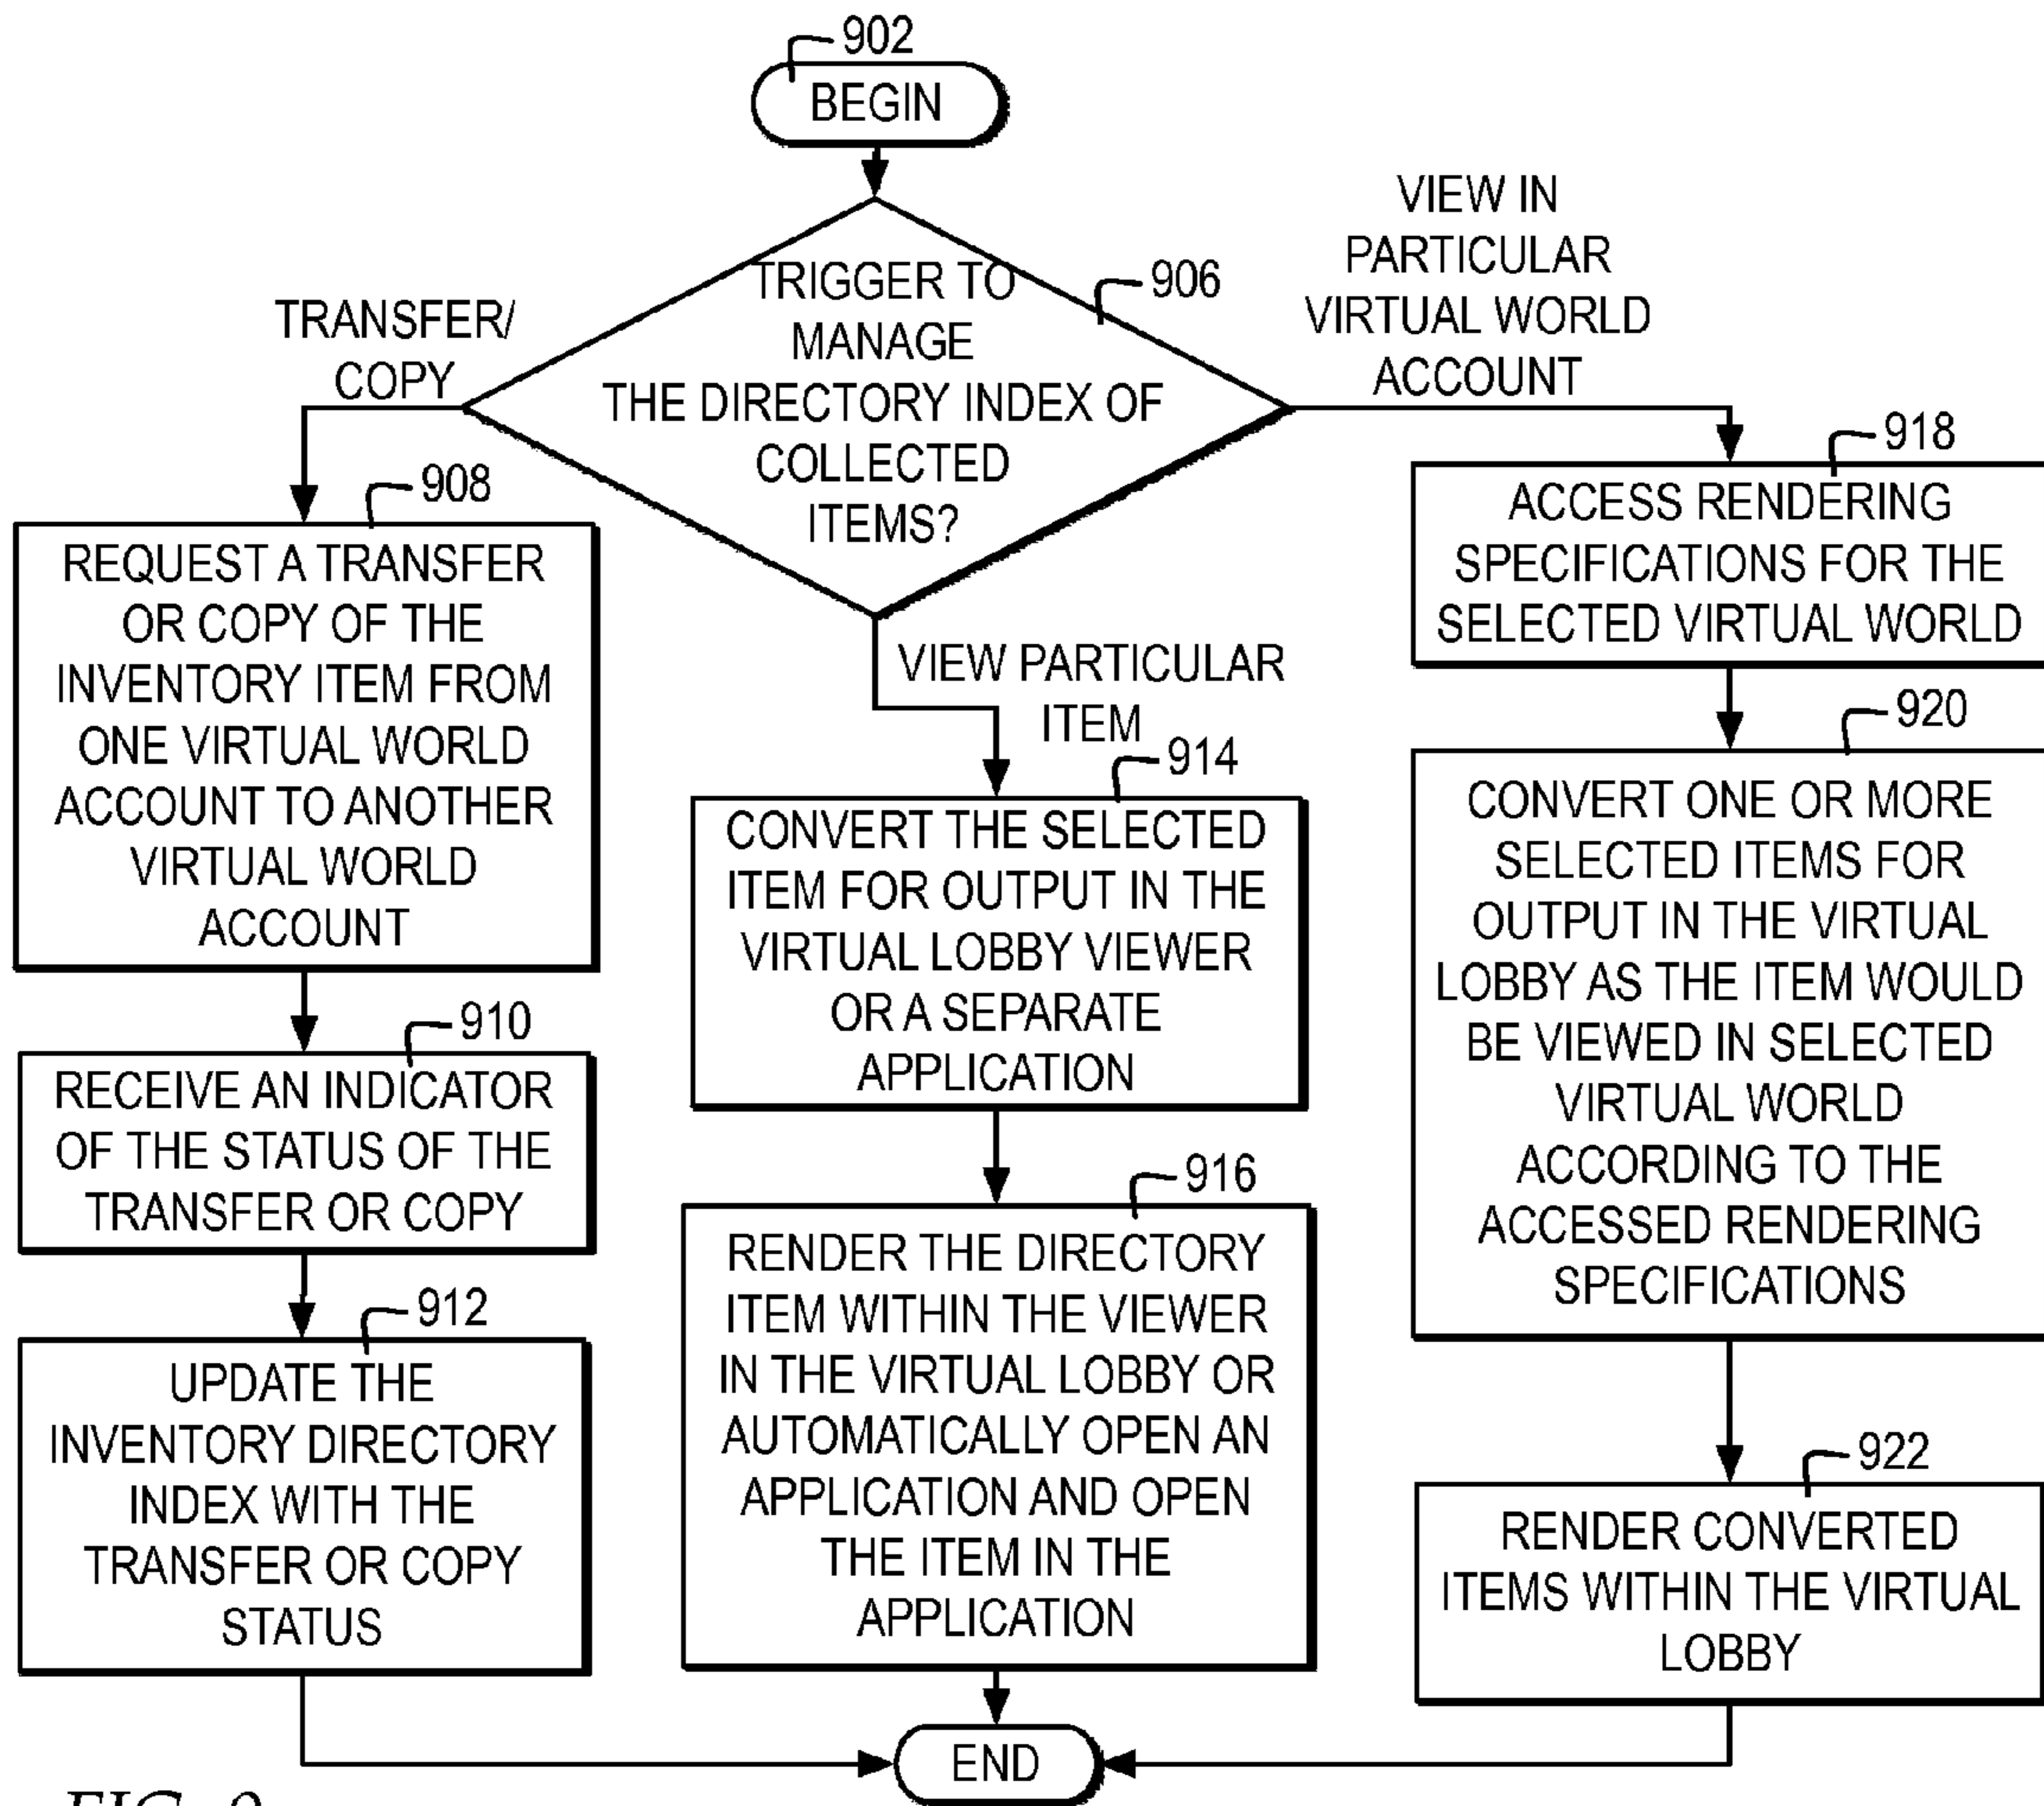 902
BEGIN
TRIGGER TO
MANAGE
THE DIRECTORY INDEX OF
COLLECTED
ITEMS?
906
TRANSFER/
COPY
908
REQUEST A TRANSFER
OR COPY OF THE
INVENTORY ITEM FROM
ONE VIRTUAL WORLD
ACCOUNT TO ANOTHER
VIRTUAL WORLD
ACCOUNT
910
RECEIVE AN INDICATOR
OF THE STATUS OF THE
TRANSFER OR COPY
912
UPDATE THE
INVENTORY DIRECTORY
INDEX WITH THE
TRANSFER OR COPY
STATUS
VIEW PARTICULAR
ITEM
914
CONVERT THE SELECTED
ITEM FOR OUTPUT IN THE
VIRTUAL LOBBY VIEWER
OR A SEPARATE
APPLICATION
916
RENDER THE DIRECTORY
ITEM WITHIN THE VIEWER
IN THE VIRTUAL LOBBY OR
AUTOMATICALLY OPEN AN
APPLICATION AND OPEN
THE ITEM IN THE
APPLICATION
VIEW IN
PARTICULAR
VIRTUAL WORLD
ACCOUNT
918
ACCESS RENDERING
SPECIFICATIONS FOR THE
SELECTED VIRTUAL WORLD
920
CONVERT ONE OR MORE
SELECTED ITEMS FOR
OUTPUT IN THE VIRTUAL
LOBBY AS THE ITEM WOULD
BE VIEWED IN SELECTED
VIRTUAL WORLD
ACCORDING TO THE
ACCESSED RENDERING
SPECIFICATIONS
922
RENDER CONVERTED
ITEMS WITHIN THE VIRTUAL
LOBBY
END
FIG.